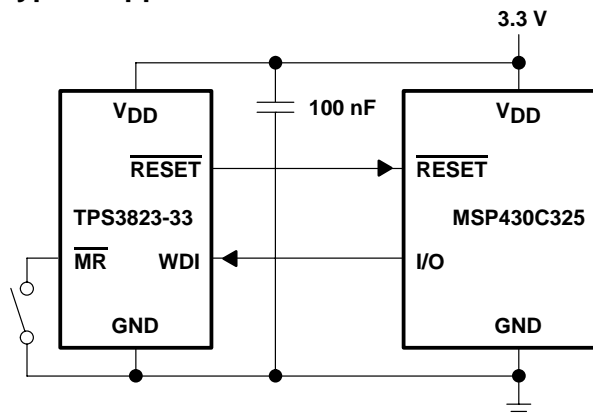 3.3 V
VDD
100 nF
VDD
RESET
RESET
TPS3823-33
MSP430C325
MR
WDI
I/O
GND
GND